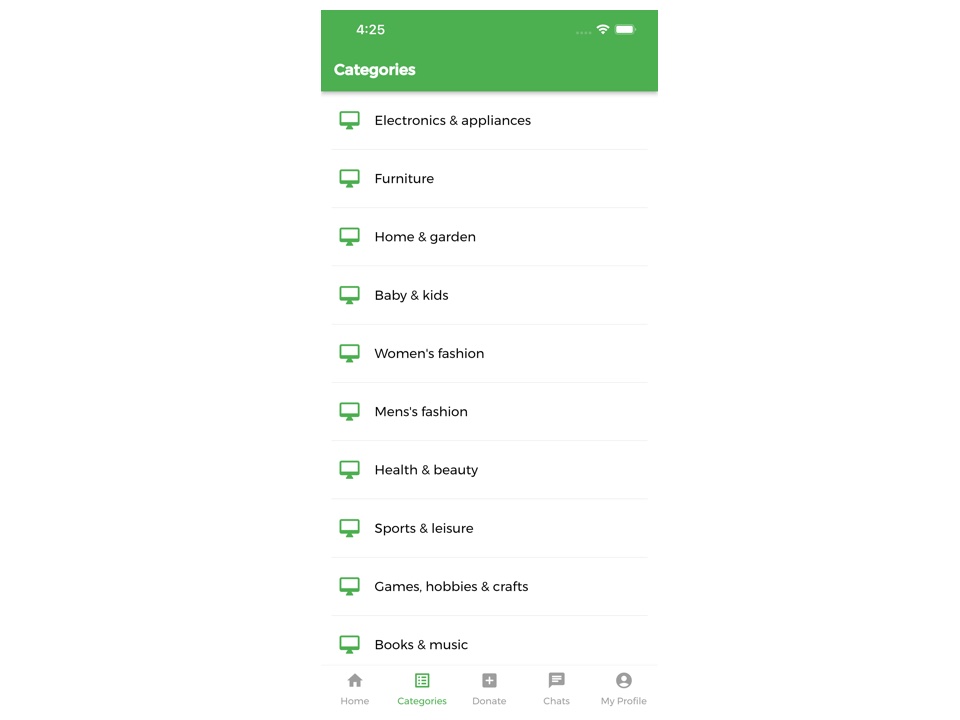 4:25
Categories
Electronics & appliances
Furniture
Home & garden
Baby & kids
Women's fashion
Mens's fashion
Health & beauty
Sports & leisure
Games, hobbies & crafts
Books & music
Home Categories Donate Chats My Profile